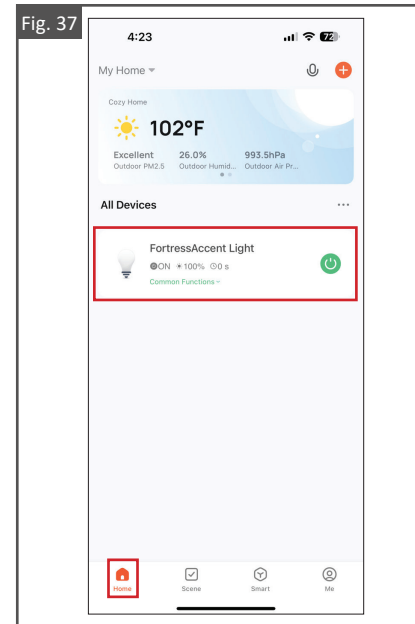 Fig. 37
4:23
72
My Home
Cozy Home
102°F
Excellent 26.0% 993.5hPa
Outdoor PM2.5 Outdoor Humid... Outdoor Air Pr...
All Devices ...
FortressAccent Light
ON 100% 0 s
Common Functions
Home Scene Smart Me